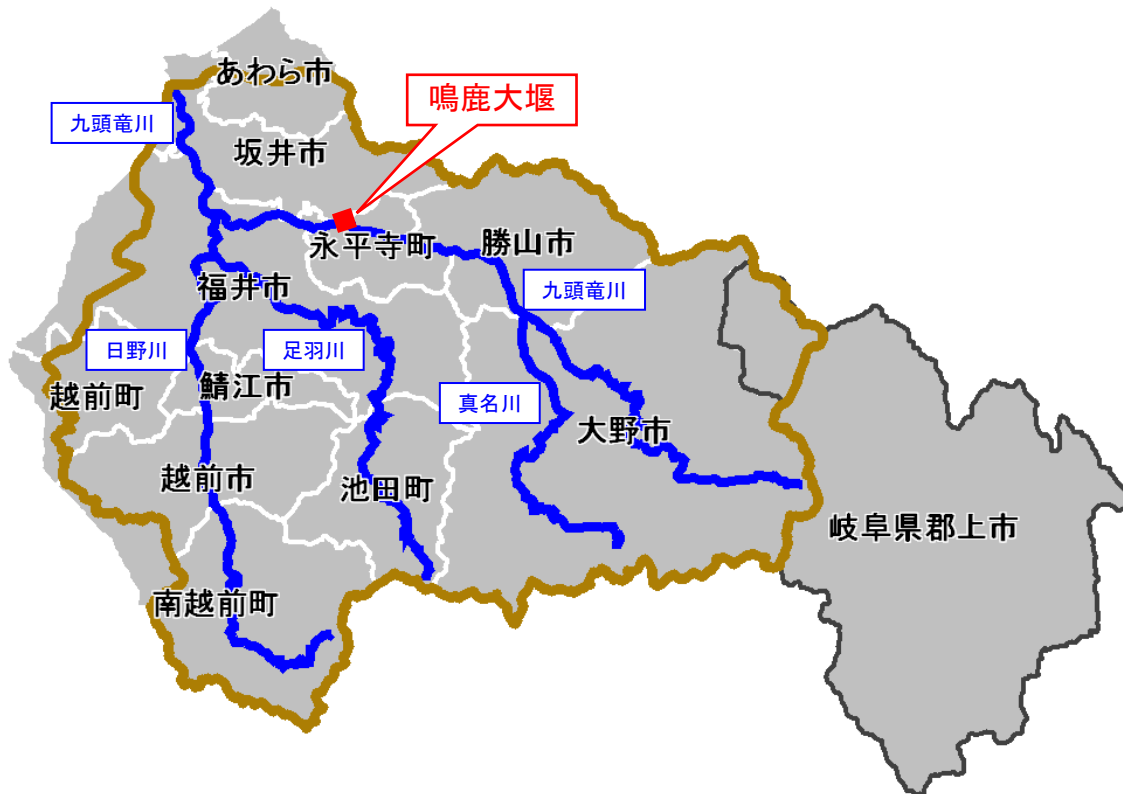 あわら市
鳴鹿大堰
九頭竜川
坂井市
永平寺町
勝山市
福井市
九頭竜川
日野川
足羽川
越前町
鯖江市
真名川
大野市
越前市
池田町
岐阜県郡上市
南越前町